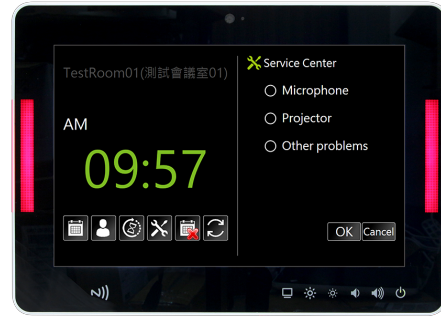 TestRoom01(測試會議室01)
AM
09:57
Service Center
Microphone
Projector
Other problems
OK
Cancel